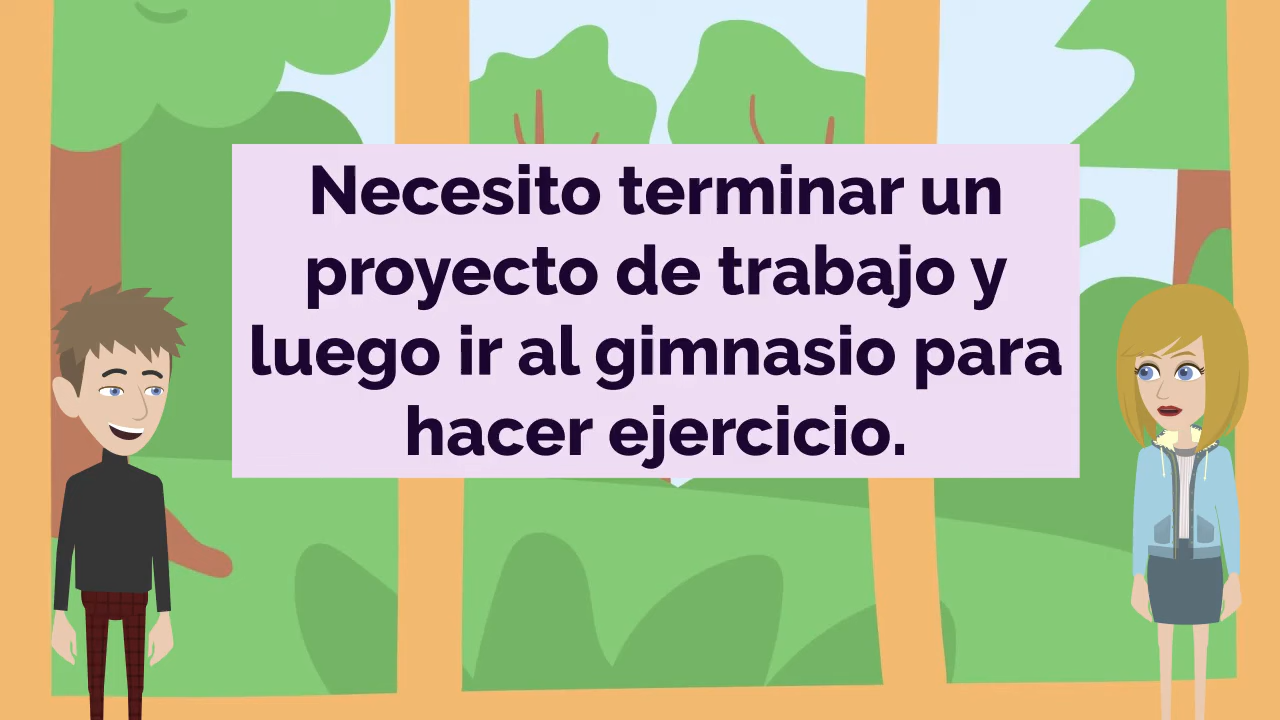 Necesito terminar un
proyecto de trabajo y
luego ir al gimnasio para
hacer ejercicio.